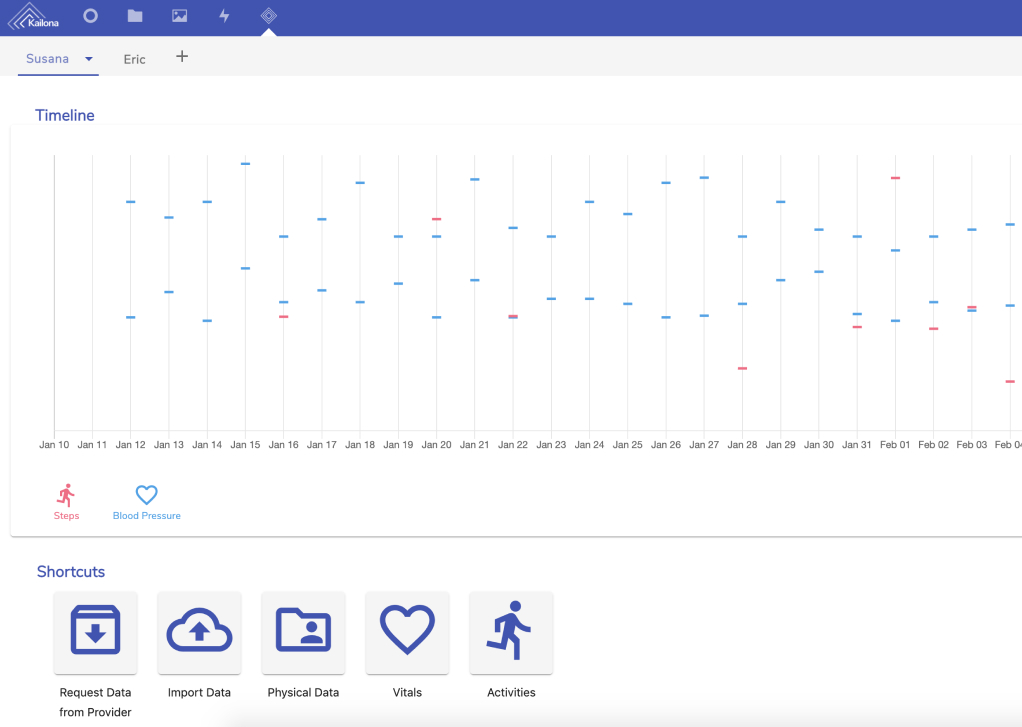 Kailona
Susana
Eric
Timeline
Jan 10 Jan 11 Jan 12 Jan 13 Jan 14 Jan 15 Jan 16 Jan 17 Jan 18 Jan 19 Jan 20 Jan 21 Jan 22 Jan 23 Jan 24 Jan 25 Jan 26 Jan 27 Jan 28 Jan 29 Jan 30 Jan 31 Feb 01 Feb 02 Feb 03 Feb 04
Steps
Blood Pressure
Shortcuts
Request Data
from Provider
Import Data
Physical Data
Vitals
Activities